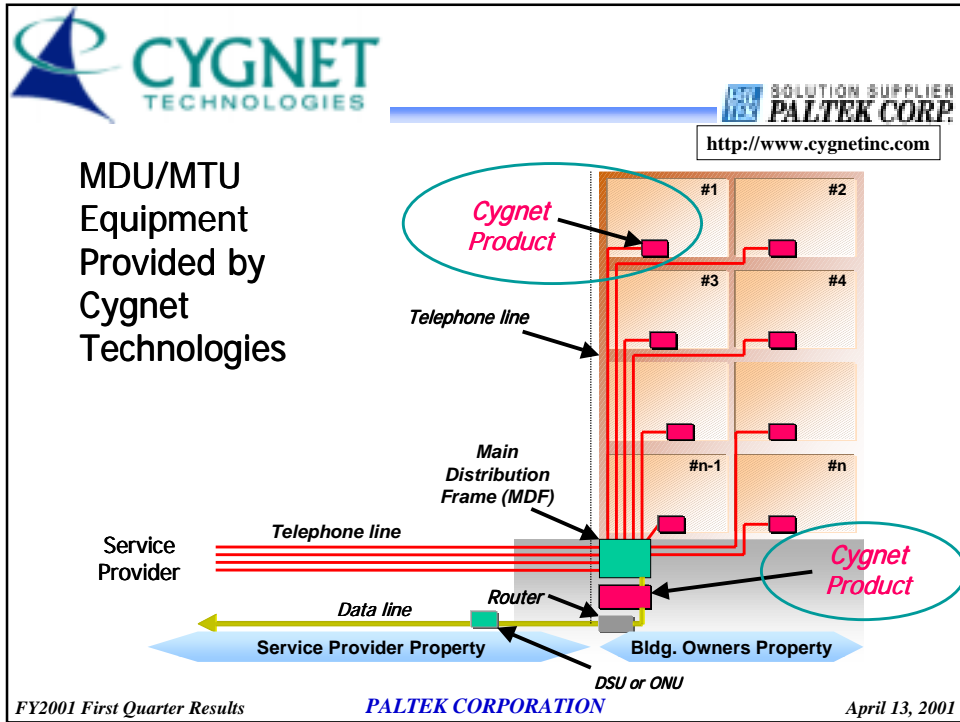 CYGNET
TECHNOLOGIES
SOLUTION SUPPLIER
PALTEK CORP.
http://www.cygnetinc.com
MDU/MTU
Equipment
Provided by
Cygnet
Technologies
Cygnet
Product
#1
#2
#3
#4
Telephone line
Main
Distribution
Frame (MDF)
#n-1
#n
Telephone line
Service
Provider
Cygnet
Product
Router
Data line
Service Provider Property
Bldg. Owners Property
DSU or ONU
FY2001 First Quarter Results
PALTEK CORPORATION
April 13, 2001